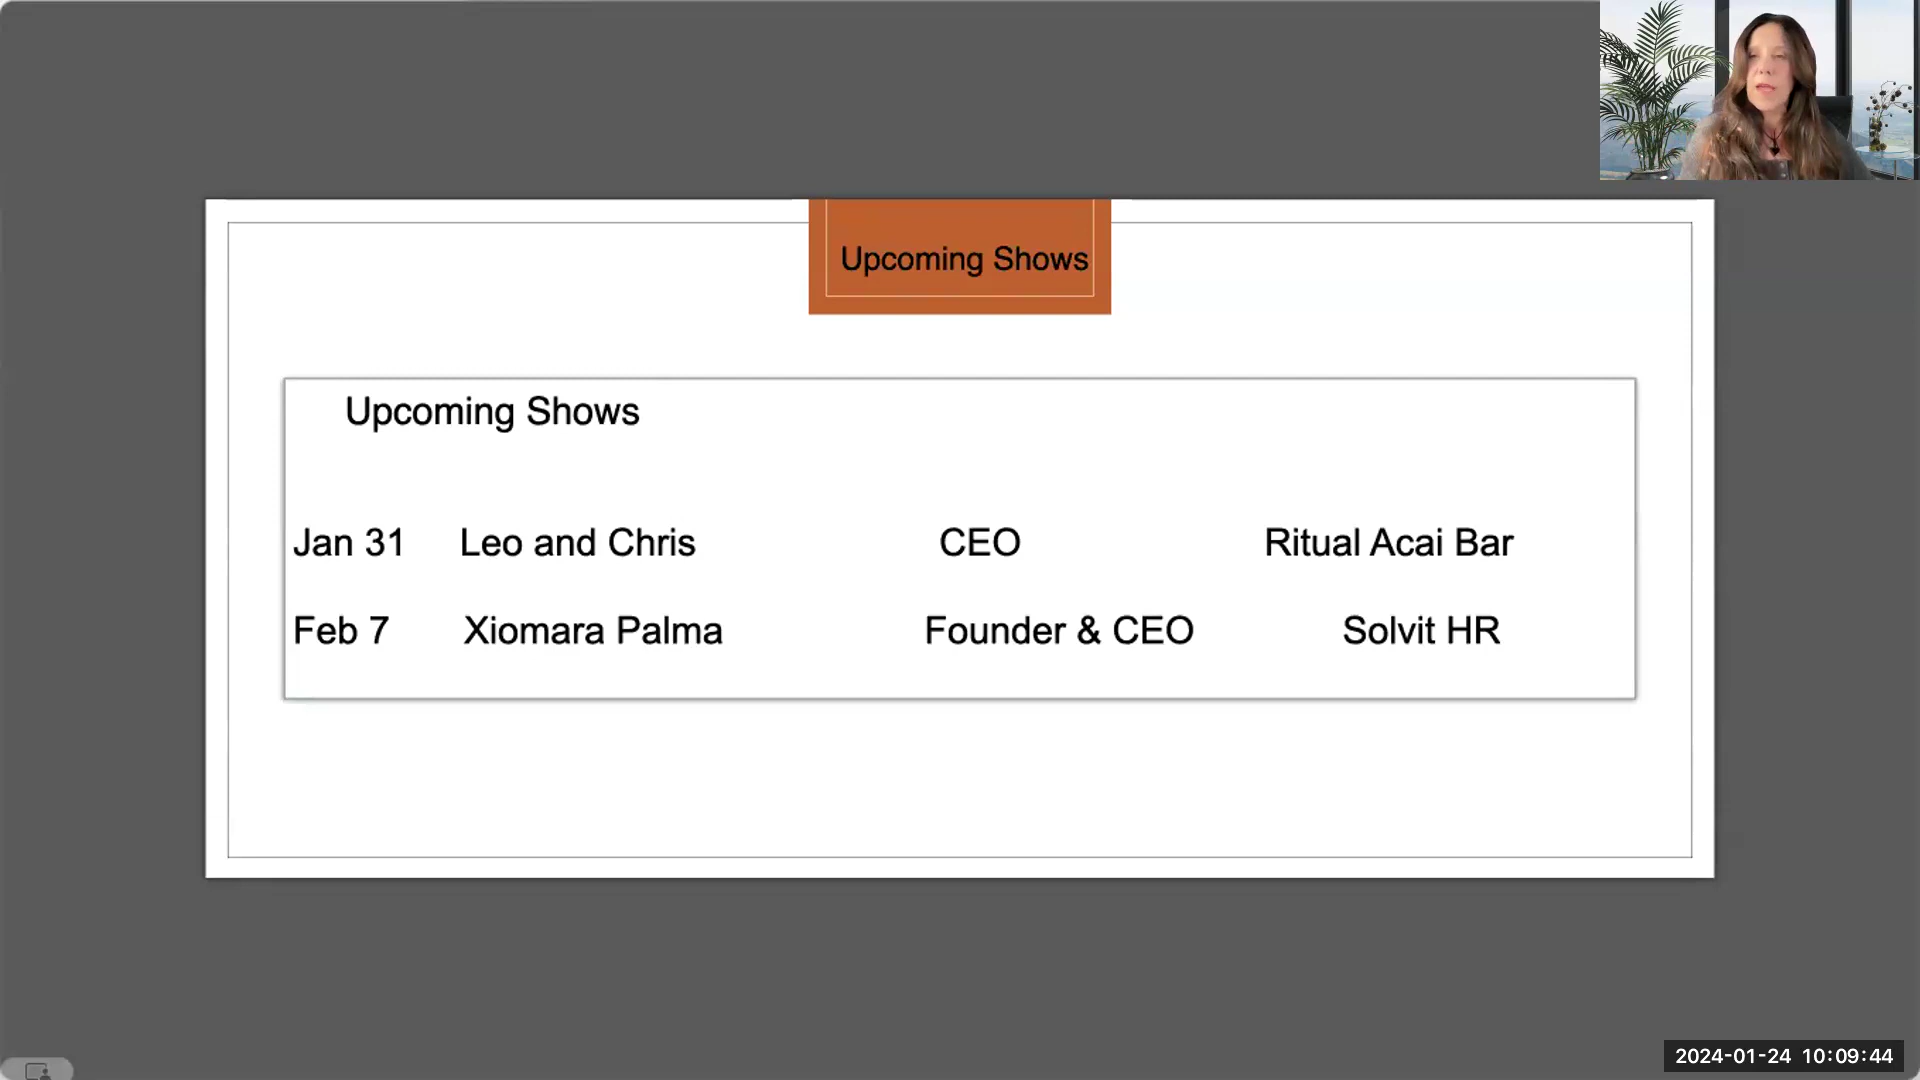 Upcoming Shows
Upcoming Shows
Jan 31 Leo and Chris CEO Ritual Acai Bar
Feb 7 Xiomara Palma Founder & CEO Solvit HR
2024-01-24 10:09:44